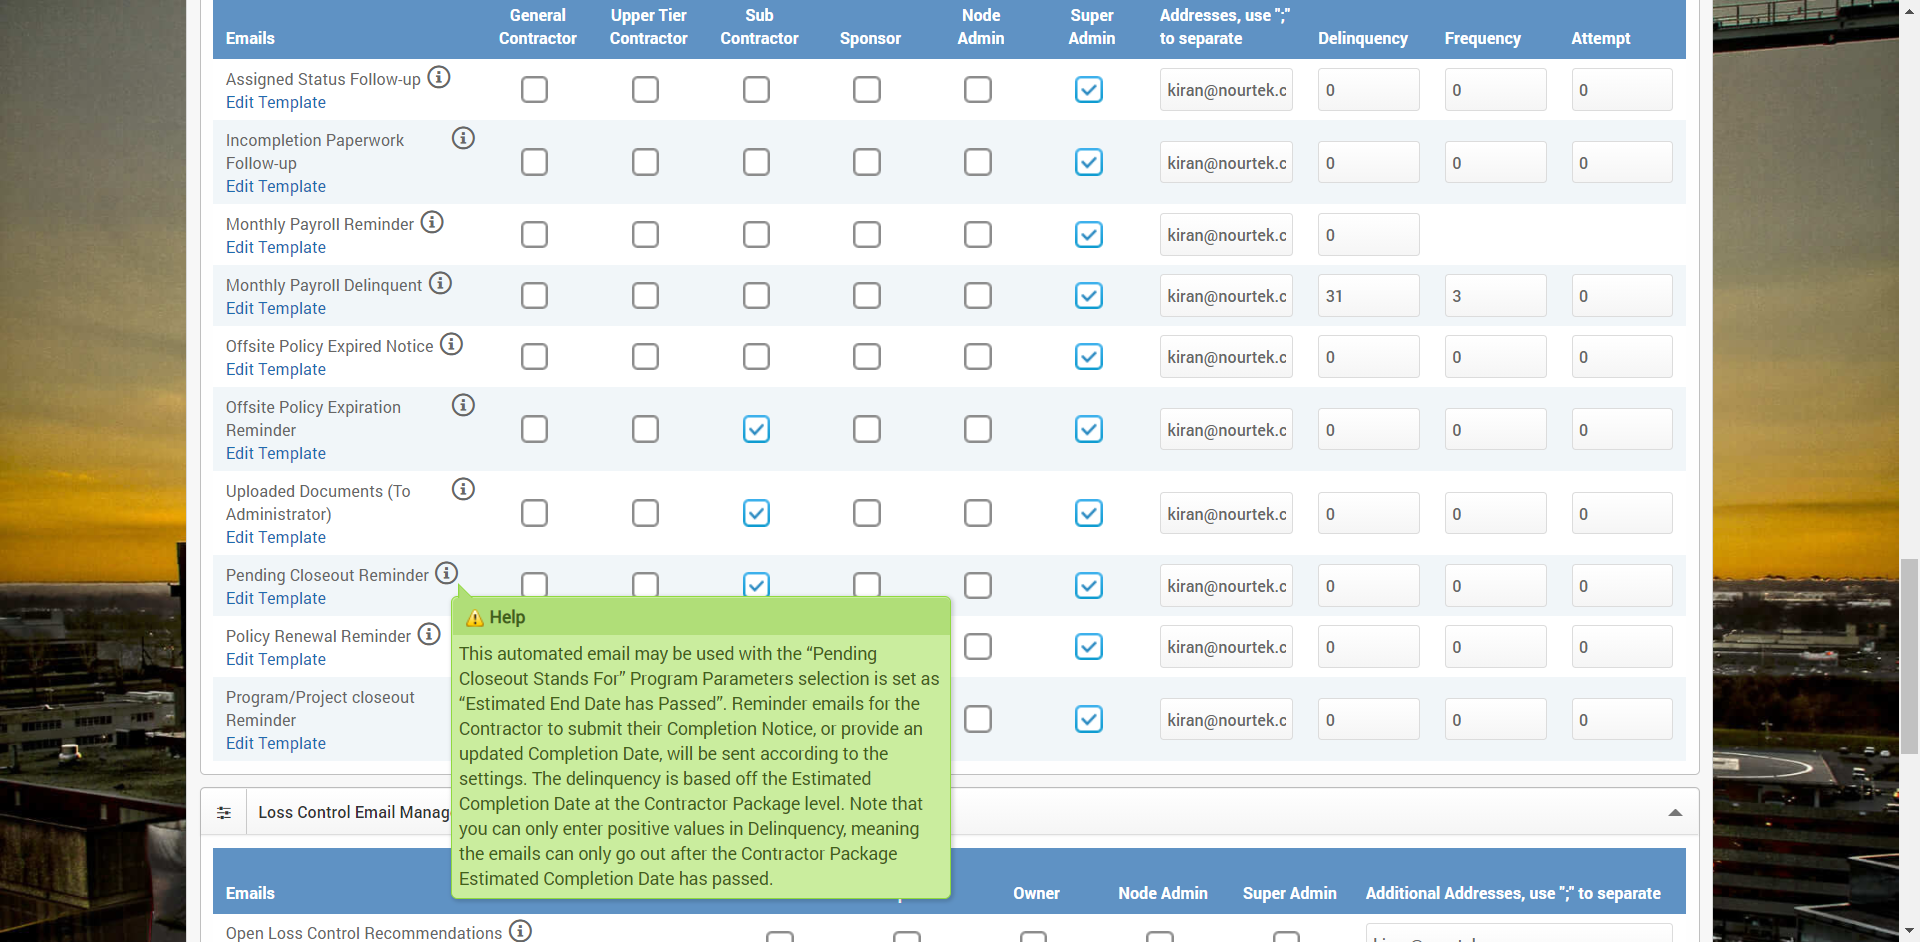 General Upper Tier Sub Node Super Addresses, use ";"
Emails Contractor Contractor Contractor Sponsor Admin Admin to separate Delinquency Frequency Attempt
Assigned Status Follow-up
Edit Template
kiran@nourtek.c 0 0 0
Incompletion Paperwork
Follow-up
Edit Template
kiran@nourtek.c 0 0 0
Monthly Payroll Reminder
Edit Template
kiran@nourtek.c 0
Monthly Payroll Delinquent
Edit Template
kiran@nourtek.c 31 3 0
Offsite Policy Expired Notice
Edit Template
kiran@nourtek.c 0 0 0
Offsite Policy Expiration
Reminder
Edit Template
kiran@nourtek.c 0 0 0
Uploaded Documents (To
Administrator)
Edit Template
kiran@nourtek.c 0 0 0
Pending Closeout Reminder
Edit Template
kiran@nourtek.c 0 0 0
Policy Renewal Reminder
Edit Template
kiran@nourtek.c 0 0 0
Program/Project closeout
Reminder
Edit Template
kiran@nourtek.c 0 0 0
Help
This automated email may be used with the “Pending
Closeout Stands For” Program Parameters selection is set as
“Estimated End Date has Passed”. Reminder emails for the
Contractor to submit their Completion Notice, or provide an
updated Completion Date, will be sent according to the
settings. The delinquency is based off the Estimated
Completion Date at the Contractor Package level. Note that
you can only enter positive values in Delinquency, meaning
the emails can only go out after the Contractor Package
Estimated Completion Date has passed.
Loss Control Email Manag
Emails Owner Node Admin Super Admin Additional Addresses, use ";" to separate
Open Loss Control Recommendations